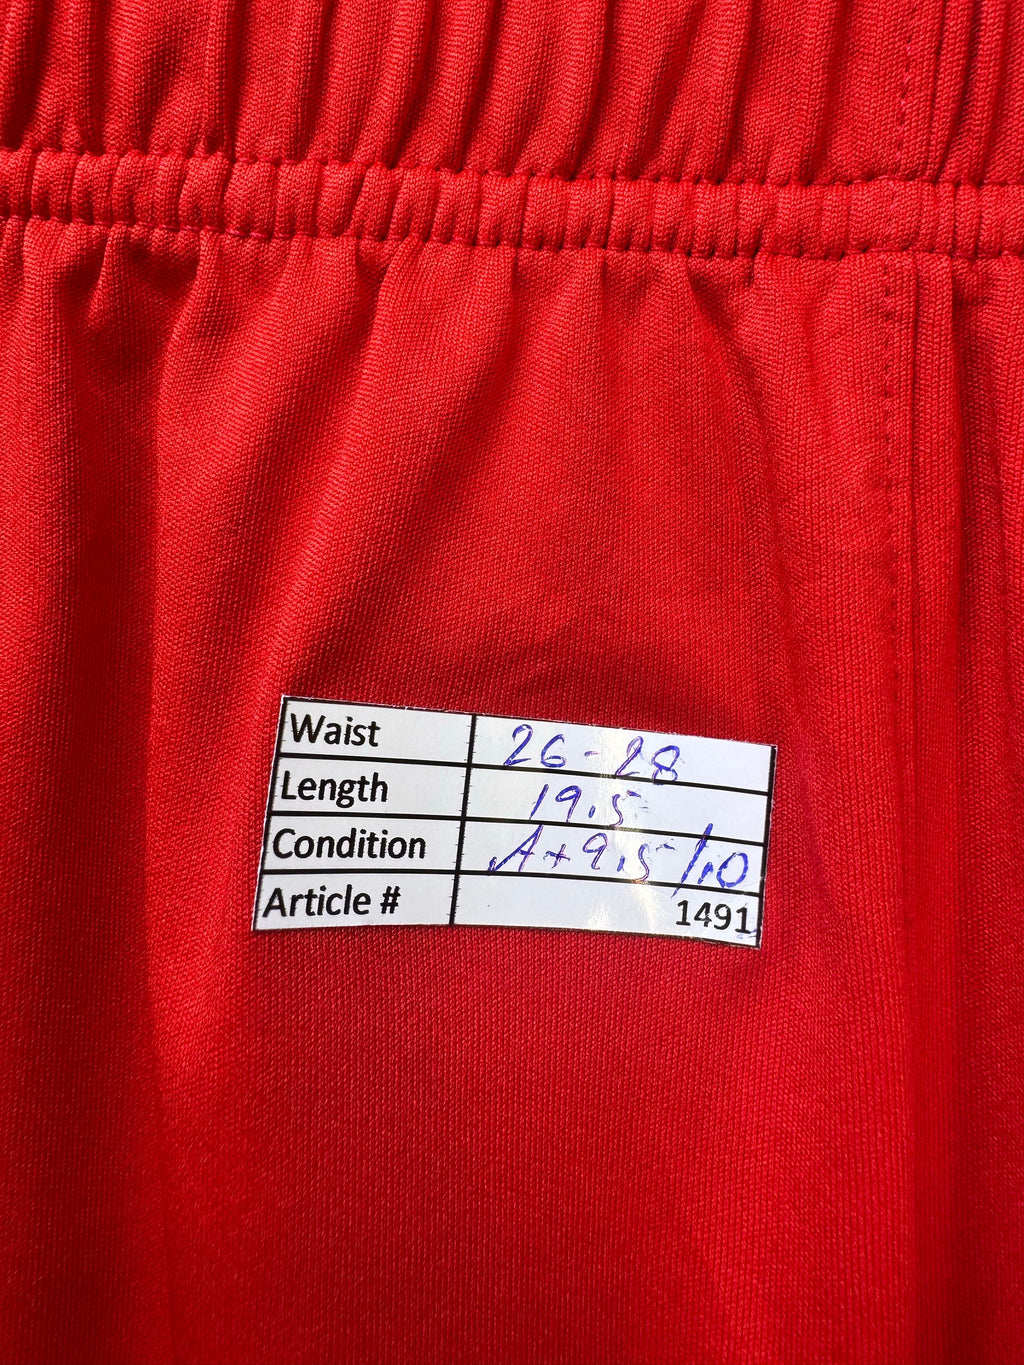 Waist 26-28
Length 19.5
Condition A+ 9.5/10
Article # 1491